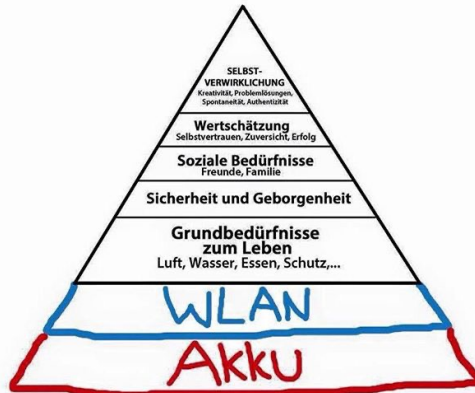 SELBST-
VERWIRKLICHUNG
Kreativität, Problemlösungen,
Spontaneität, Authentizität
Wertschätzung
Selbstvertrauen, Zuversicht, Erfolg
Soziale Bedürfnisse
Freunde, Familie
Sicherheit und Geborgenheit
Grundbedürfnisse
zum Leben
Luft, Wasser, Essen, Schutz,...
WLAN
AKKU